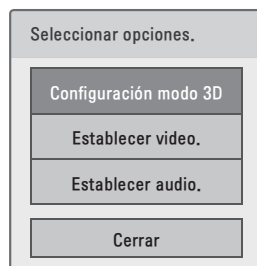 Seleccionar opciones.
Configuración modo 3D
Establecer video.
Establecer audio.
Cerrar